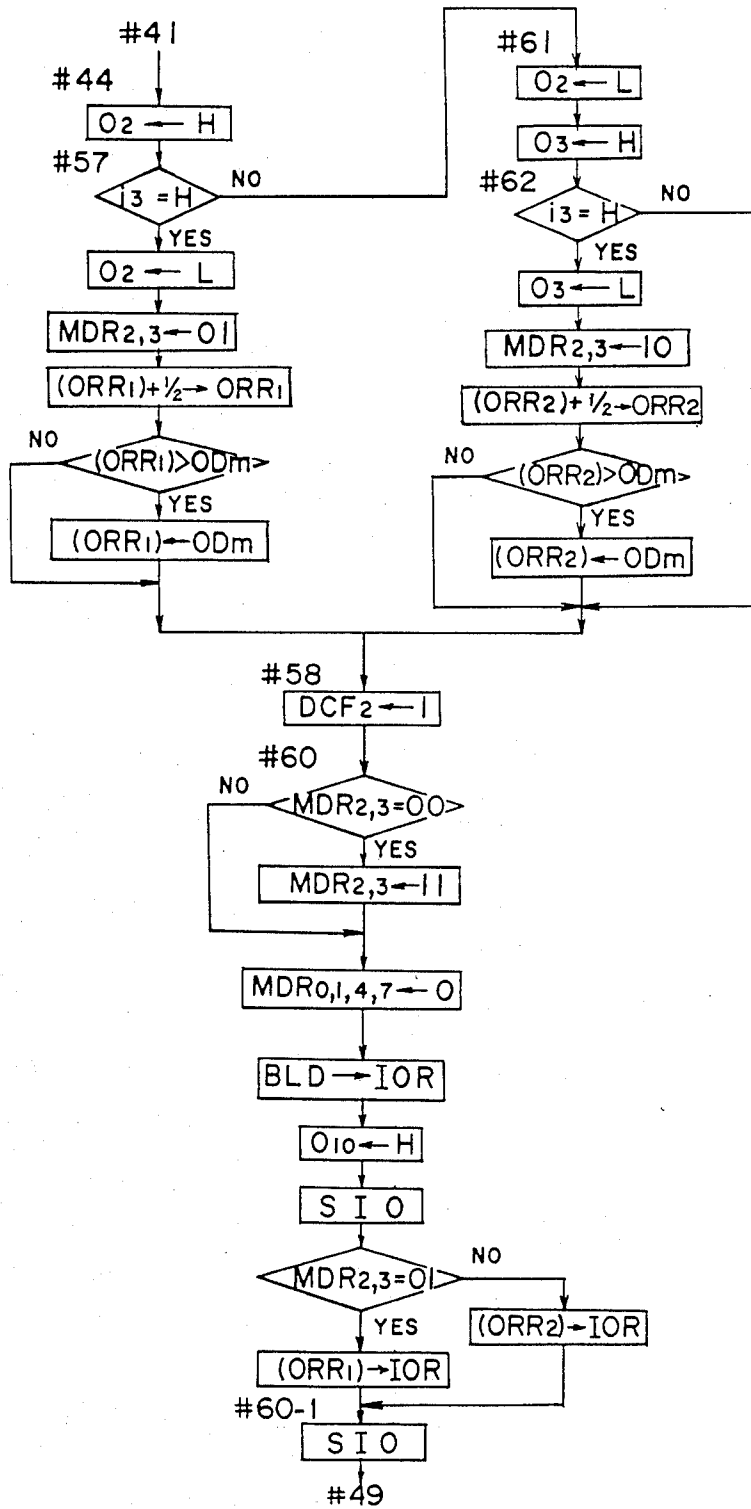 #41
#44
O2 ← H
#57
i3 = H
NO
YES
O2 ← L
MDR2,3←01
(ORR1)+½→ORR1
NO
(ORR1)>ODm
YES
(ORR1)←ODm
#61
O2 ← L
O3 ← H
#62
i3 = H
NO
YES
O3 ← L
MDR2,3←10
(ORR2)+½→ORR2
NO
(ORR2)>ODm
YES
(ORR2)←ODm
#58
DCF2 ← 1
#60
NO
MDR2,3=00
YES
MDR2,3←11
MDR0,1,4,7 ← 0
BLD → IOR
O10 ← H
SIO
MDR2,3=01
NO
YES
(ORR2)→IOR
(ORR1)→IOR
#60-1
SIO
#49